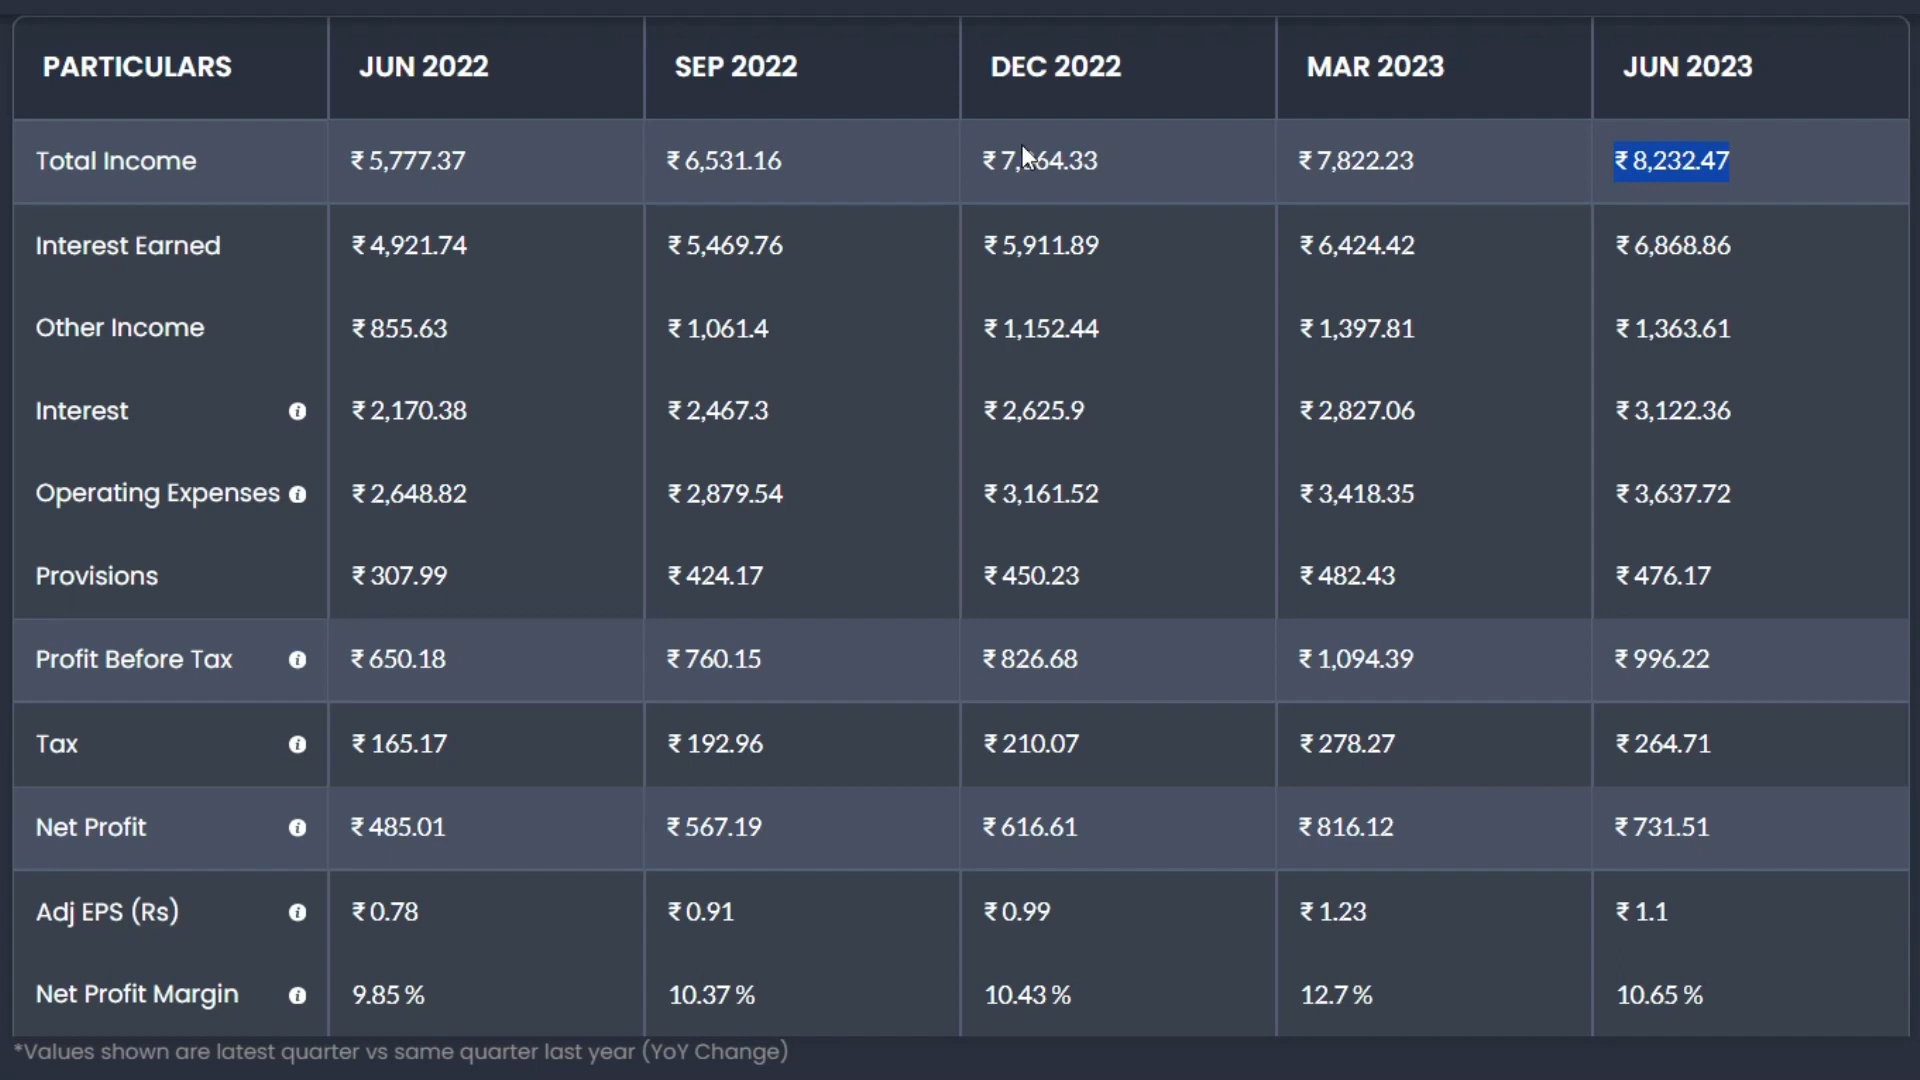 PARTICULARS JUN 2022 SEP 2022 DEC 2022 MAR 2023 JUN 2023
Total Income ₹ 5,777.37 ₹ 6,531.16 ₹ 7,822.23 ₹ 8,232.47
Interest Earned ₹ 4,921.74 ₹ 5,469.76 ₹ 5,911.89 ₹ 6,424.42 ₹ 6,868.86
Other Income ₹ 855.63 ₹ 1,061.4 ₹ 1,152.44 ₹ 1,397.81 ₹ 1,363.61
Interest ₹ 2,170.38 ₹ 2,467.3 ₹ 2,625.9 ₹ 2,827.06 ₹ 3,122.36
Operating Expenses ₹ 2,648.82 ₹ 2,879.54 ₹ 3,161.52 ₹ 3,418.35 ₹ 3,637.72
Provisions ₹ 307.99 ₹ 424.17 ₹ 450.23 ₹ 482.43 ₹ 476.17
Profit Before Tax ₹ 650.18 ₹ 760.15 ₹ 826.68 ₹ 1,094.39 ₹ 996.22
Tax ₹ 165.17 ₹ 192.96 ₹ 210.07 ₹ 278.27 ₹ 264.71
Net Profit ₹ 485.01 ₹ 567.19 ₹ 616.61 ₹ 816.12 ₹ 731.51
Adj EPS (Rs) ₹ 0.78 ₹ 0.91 ₹ 0.99 ₹ 1.23 ₹ 1.1
Net Profit Margin 9.85 % 10.37 % 10.43 % 12.7 % 10.65 %
*Values shown are latest quarter vs same quarter last year (YoY Change)